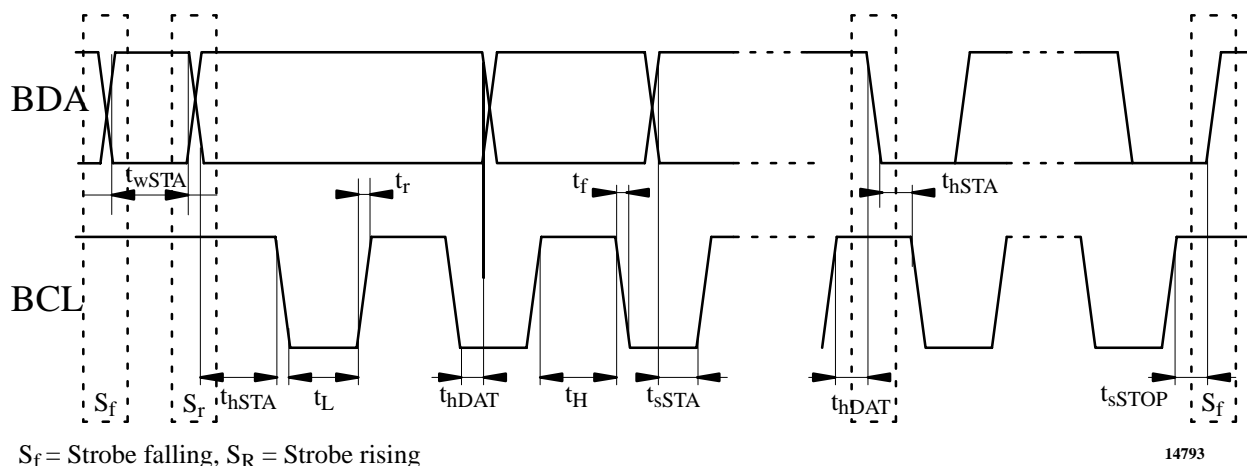 BDA
t_wSTA
t_r
t_f
t_hSTA
BCL
S_f
S_r
t_hSTA
t_L
t_hDAT
t_H
t_sSTA
t_hDAT
t_sSTOP
S_f
S_f = Strobe falling, S_R = Strobe rising
14793